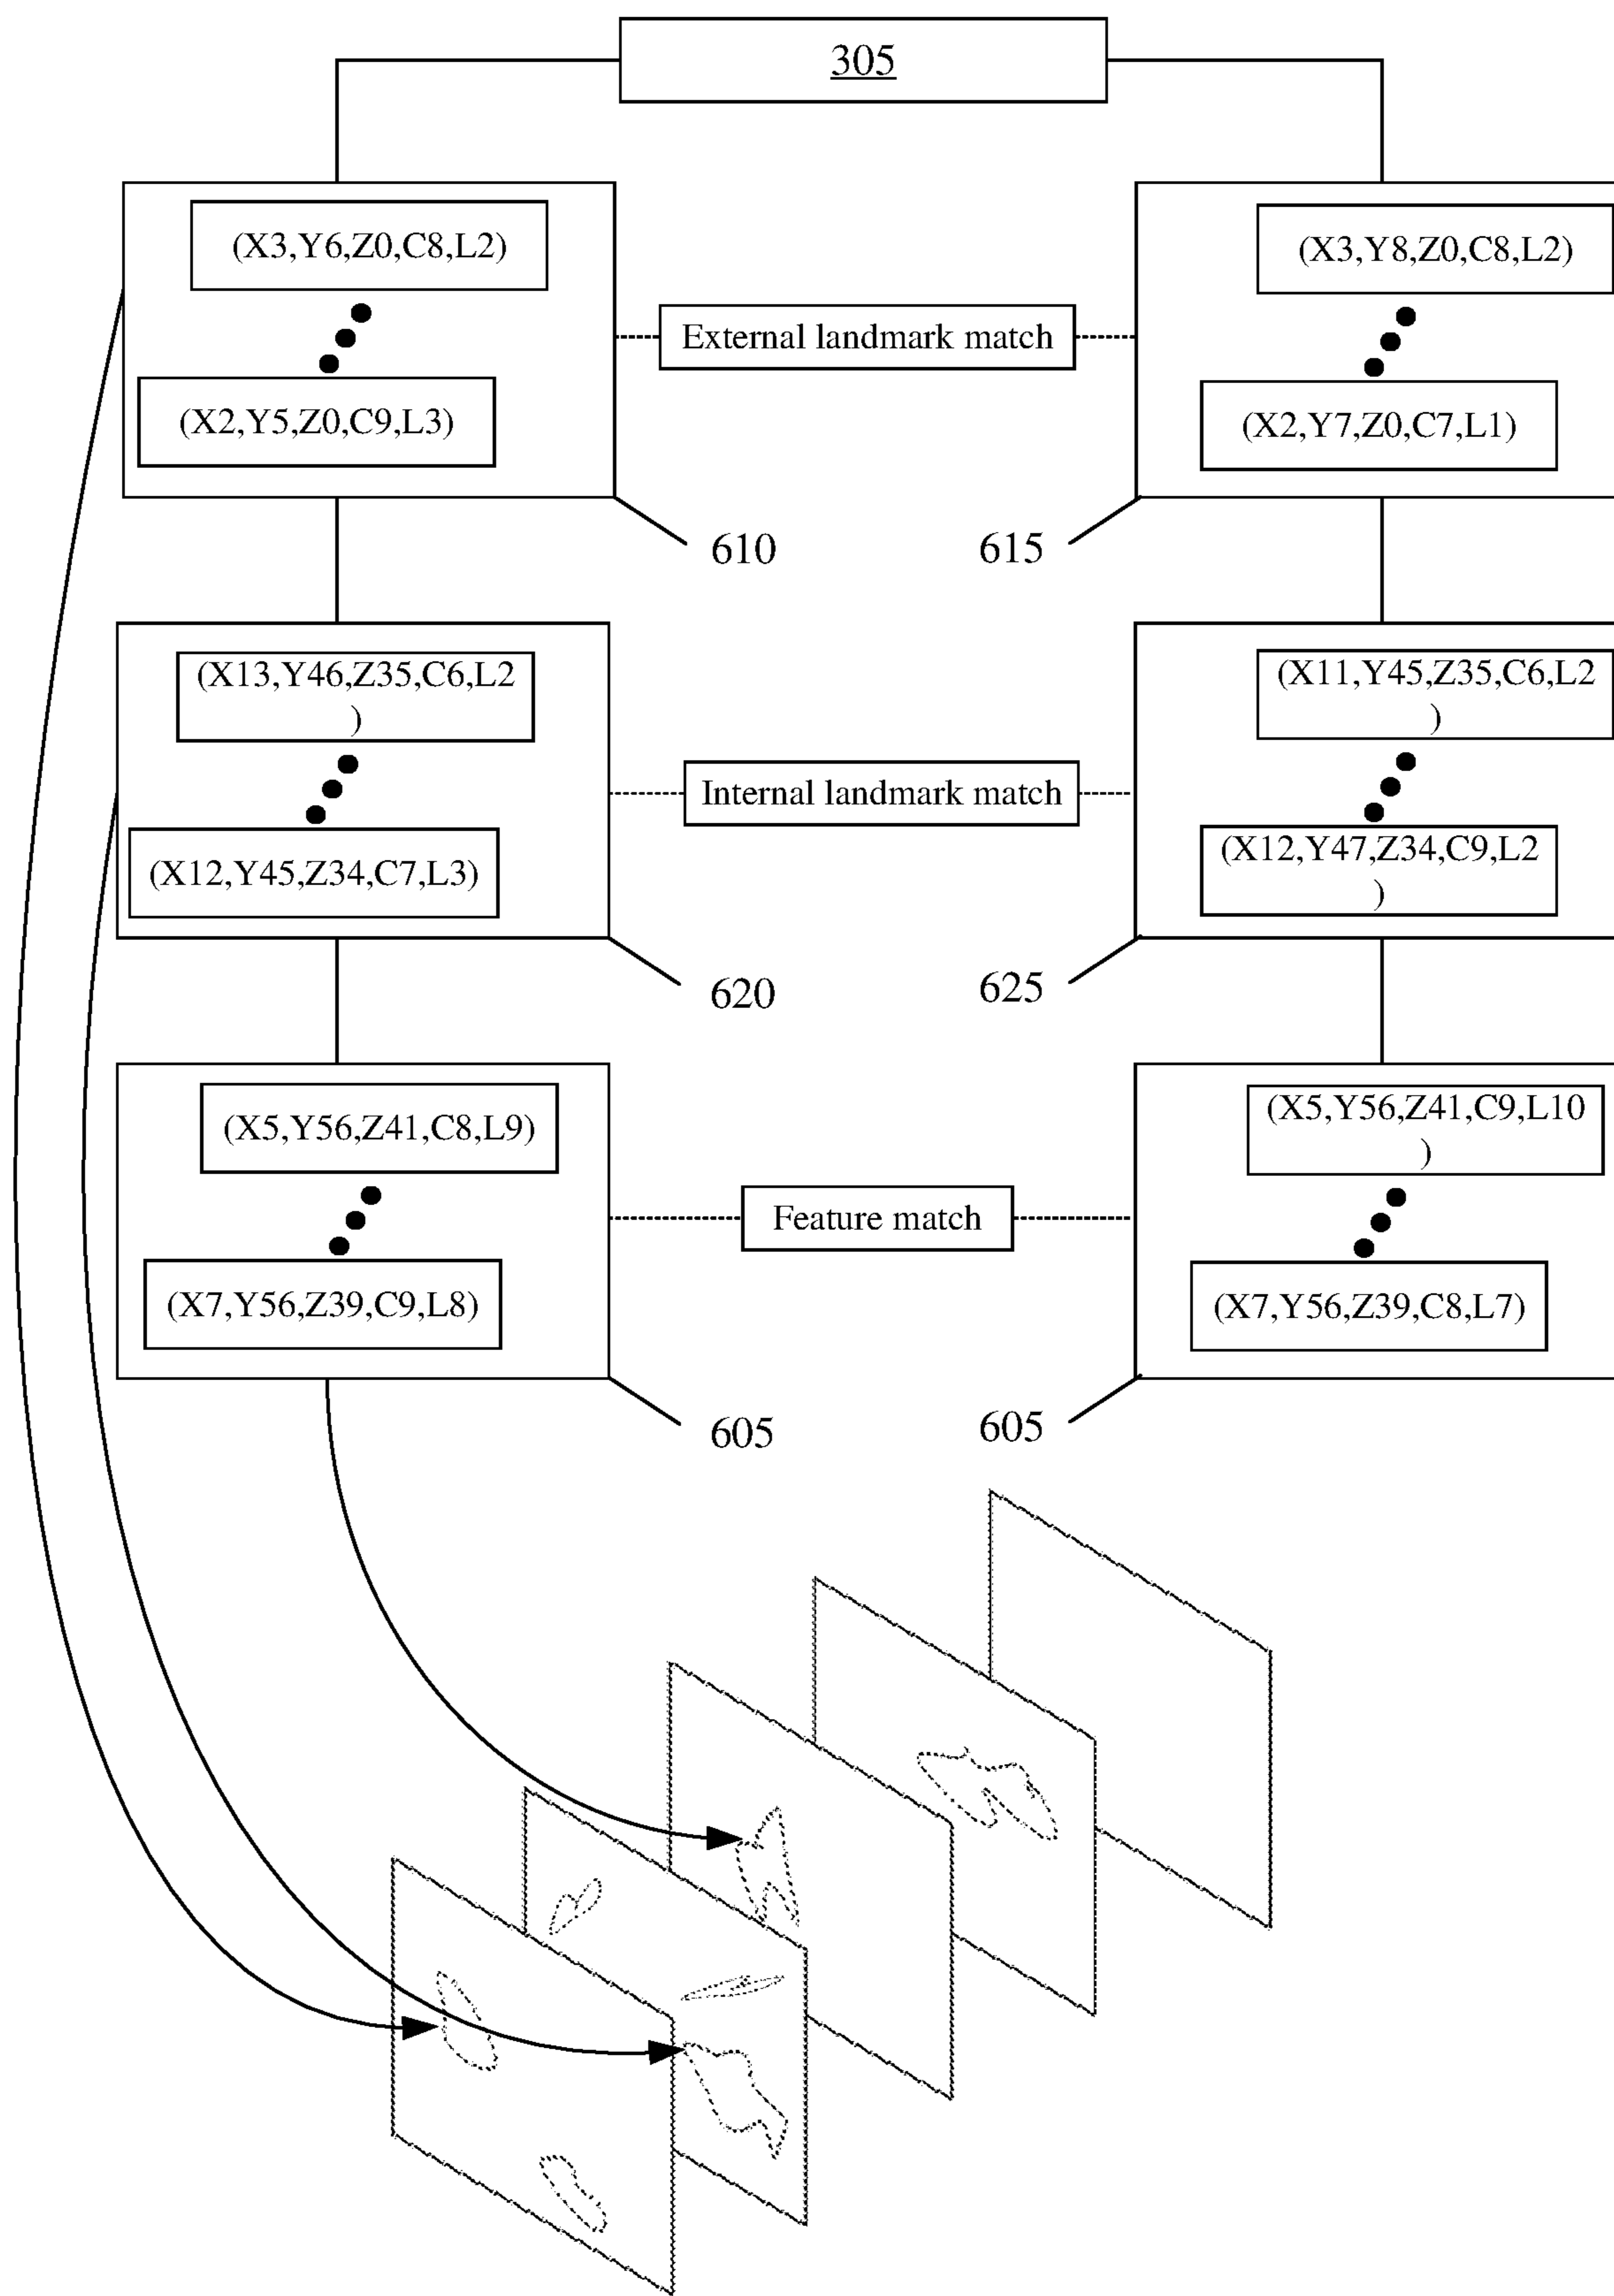 305
(X3,Y6,Z0,C8,L2)
(X3,Y8,Z0,C8,L2)
External landmark match
(X2,Y5,Z0,C9,L3)
(X2,Y7,Z0,C7,L1)
610
615
(X13,Y46,Z35,C6,L2
)
(X11,Y45,Z35,C6,L2
)
Internal landmark match
(X12,Y45,Z34,C7,L3)
(X12,Y47,Z34,C9,L2
)
620
625
(X5,Y56,Z41,C8,L9)
(X5,Y56,Z41,C9,L10
)
Feature match
(X7,Y56,Z39,C9,L8)
(X7,Y56,Z39,C8,L7)
605
605